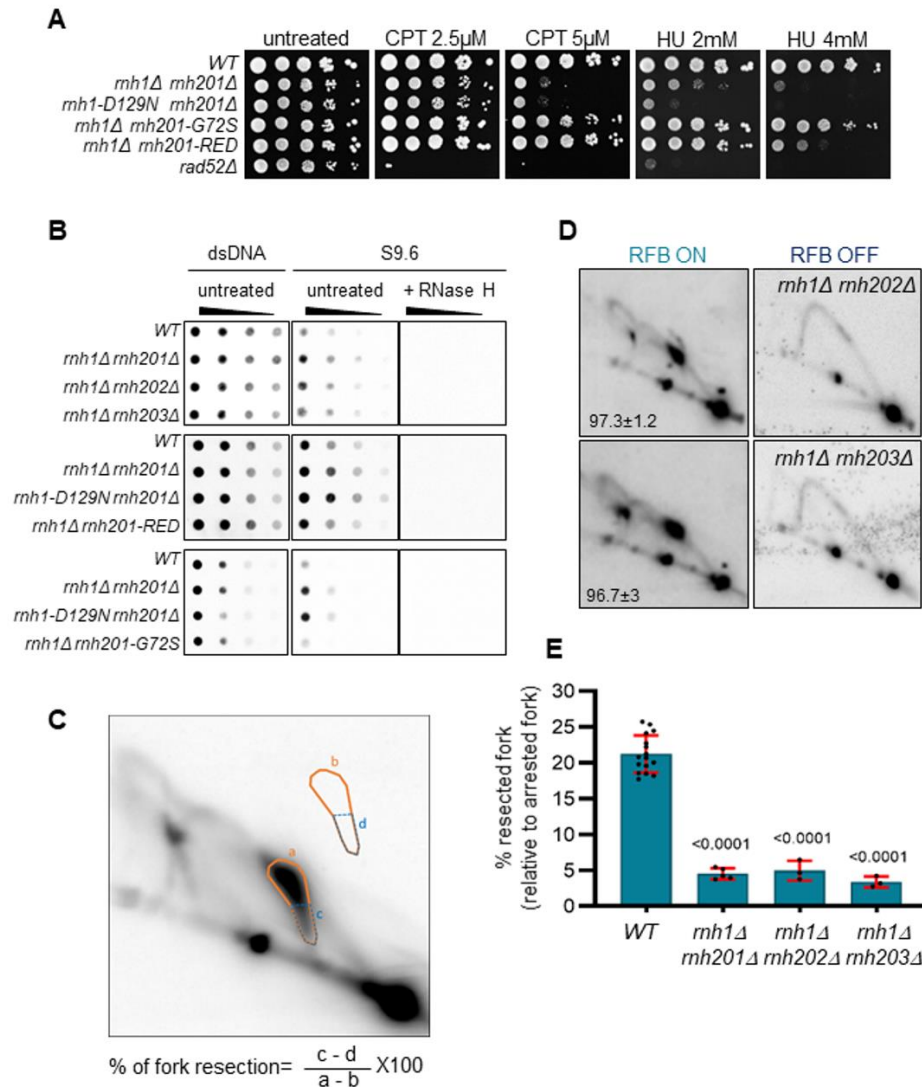 A
untreated CPT 2.5µM CPT 5µM HU 2mM HU 4mM
WT
rnh1Δ rnh201Δ
rnh1-D129N rnh201Δ
rnh1Δ rnh201-G72S
rnh1Δ rnh201-RED
rad52Δ
B
dsDNA S9.6
untreated untreated + RNase H
WT
rnh1Δ rnh201Δ
rnh1Δ rnh202Δ
rnh1Δ rnh203Δ
WT
rnh1Δ rnh201Δ
rnh1-D129N rnh201Δ
rnh1Δ rnh201-RED
WT
rnh1Δ rnh201Δ
rnh1-D129N rnh201Δ
rnh1Δ rnh201-G72S
C
b
d
a
c
% of fork resection= c - d / a - b X100
D
RFB ON RFB OFF
rnh1Δ rnh202Δ
97.3±1.2
rnh1Δ rnh203Δ
96.7±3
E
% resected fork
(relative to arrested fork)
30
25
20
15
10
5
0
<0.0001 <0.0001 <0.0001
WT rnh1Δ rnh1Δ rnh1Δ
rnh201Δ rnh202Δ rnh203Δ